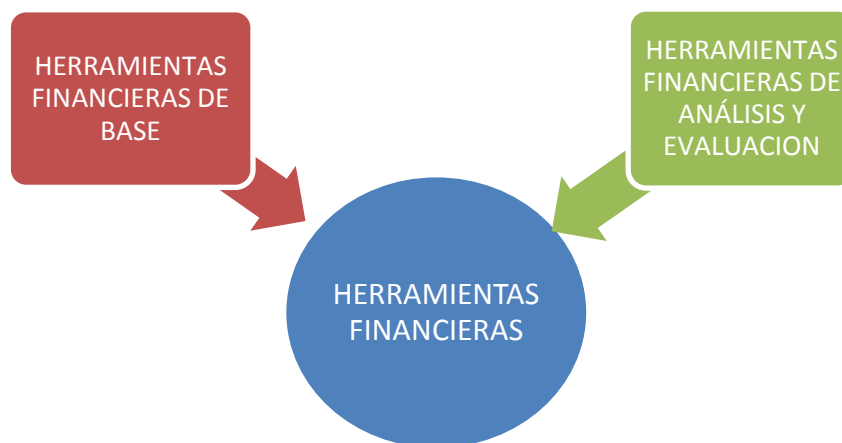 HERRAMIENTAS
FINANCIERAS DE
BASE
HERRAMIENTAS
FINANCIERAS DE
ANÁLISIS Y
EVALUACION
HERRAMIENTAS
FINANCIERAS